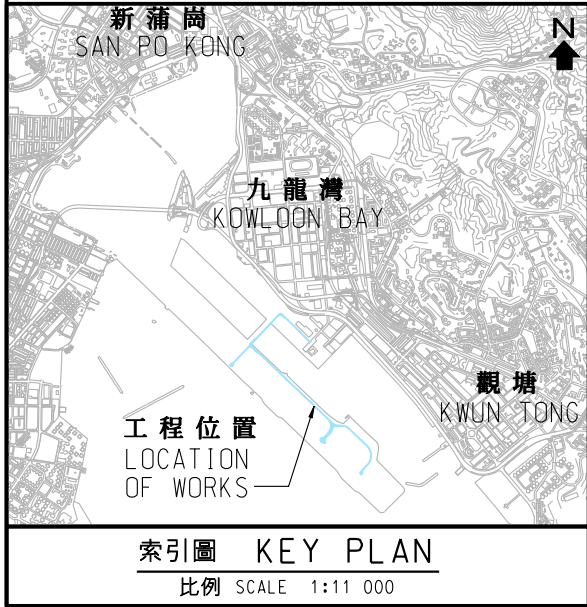 新蒲崗
SAN PO KONG
N
九龍灣
KOWLOON BAY
觀塘
KWUN TONG
工程位置
LOCATION
OF WORKS
索引圖 KEY PLAN
比例 SCALE 1:11 000